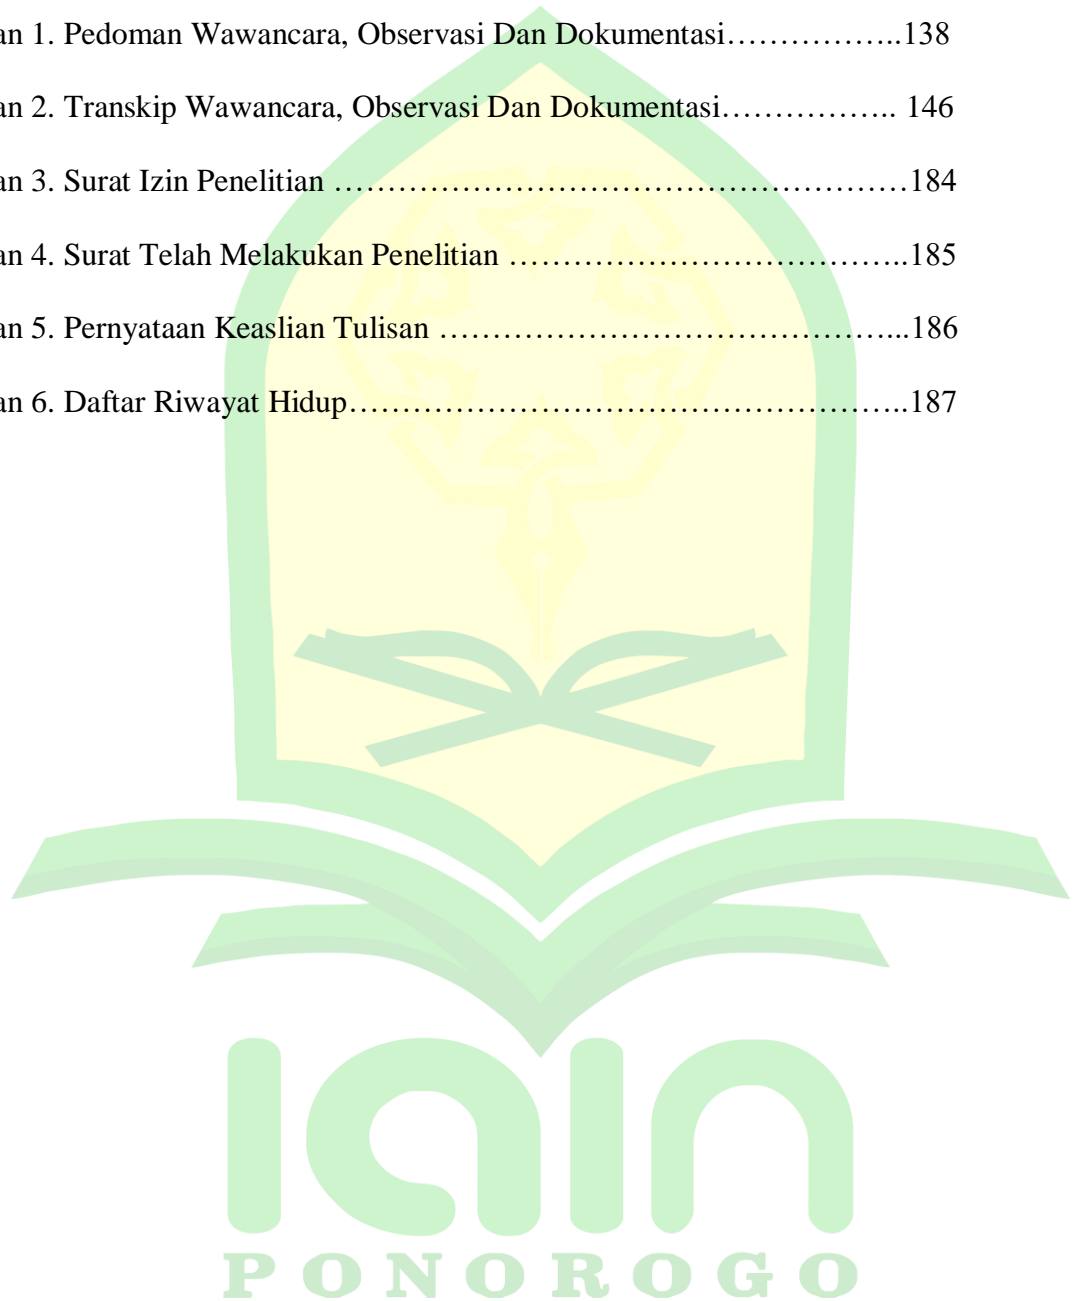 an 1. Pedoman Wawancara, Observasi Dan Dokumentasi……………..138
an 2. Transkip Wawancara, Observasi Dan Dokumentasi…………….. 146
an 3. Surat Izin Penelitian ………………………………………………184
an 4. Surat Telah Melakukan Penelitian ………………………………..185
an 5. Pernyataan Keaslian Tulisan ……………………………………...186
an 6. Daftar Riwayat Hidup……………………………………………..187
iain
PONOROGO